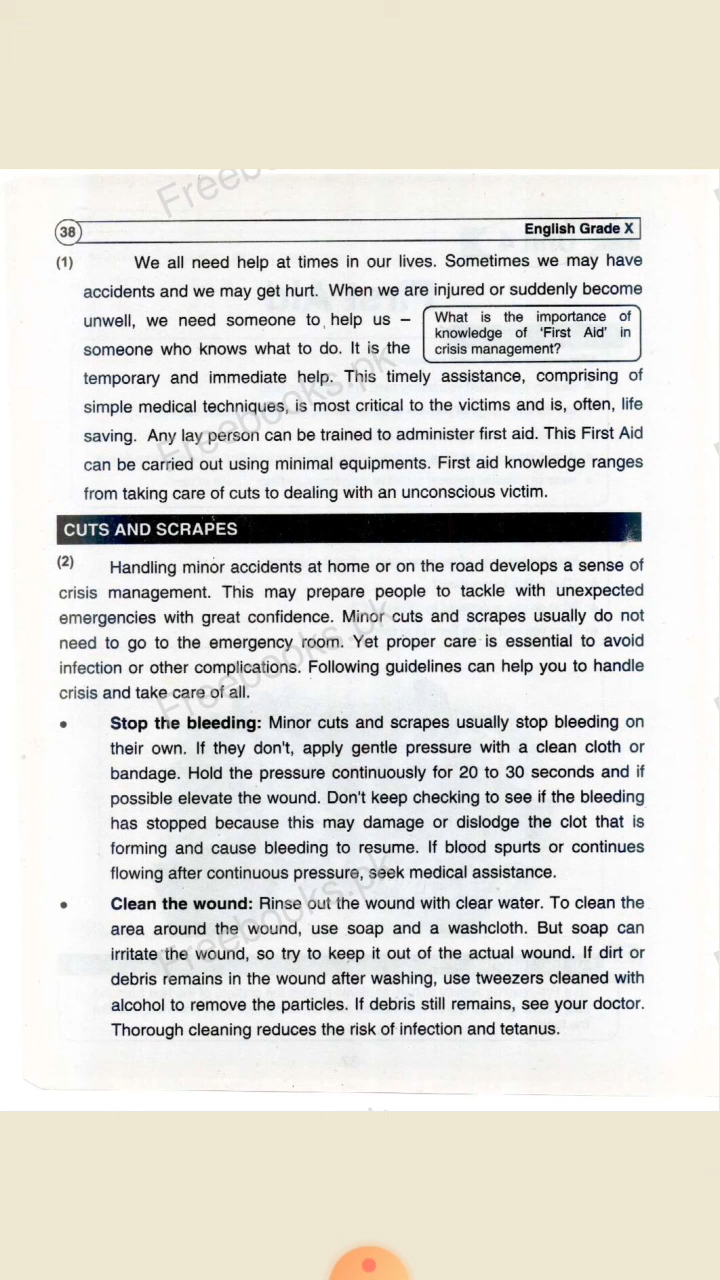 38
English Grade X
(1) We all need help at times in our lives. Sometimes we may have
accidents and we may get hurt. When we are injured or suddenly become
unwell, we need someone to help us –
someone who knows what to do. It is the
What is the importance of
knowledge of 'First Aid' in
crisis management?
temporary and immediate help. This timely assistance, comprising of
simple medical techniques, is most critical to the victims and is, often, life
saving. Any lay person can be trained to administer first aid. This First Aid
can be carried out using minimal equipments. First aid knowledge ranges
from taking care of cuts to dealing with an unconscious victim.
CUTS AND SCRAPES
(2) Handling minor accidents at home or on the road develops a sense of
crisis management. This may prepare people to tackle with unexpected
emergencies with great confidence. Minor cuts and scrapes usually do not
need to go to the emergency room. Yet proper care is essential to avoid
infection or other complications. Following guidelines can help you to handle
crisis and take care of all.
• Stop the bleeding: Minor cuts and scrapes usually stop bleeding on
their own. If they don't, apply gentle pressure with a clean cloth or
bandage. Hold the pressure continuously for 20 to 30 seconds and if
possible elevate the wound. Don't keep checking to see if the bleeding
has stopped because this may damage or dislodge the clot that is
forming and cause bleeding to resume. If blood spurts or continues
flowing after continuous pressure, seek medical assistance.
• Clean the wound: Rinse out the wound with clear water. To clean the
area around the wound, use soap and a washcloth. But soap can
irritate the wound, so try to keep it out of the actual wound. If dirt or
debris remains in the wound after washing, use tweezers cleaned with
alcohol to remove the particles. If debris still remains, see your doctor.
Thorough cleaning reduces the risk of infection and tetanus.
Freebooks.pk
Freebooks.pk
Freebooks.pk